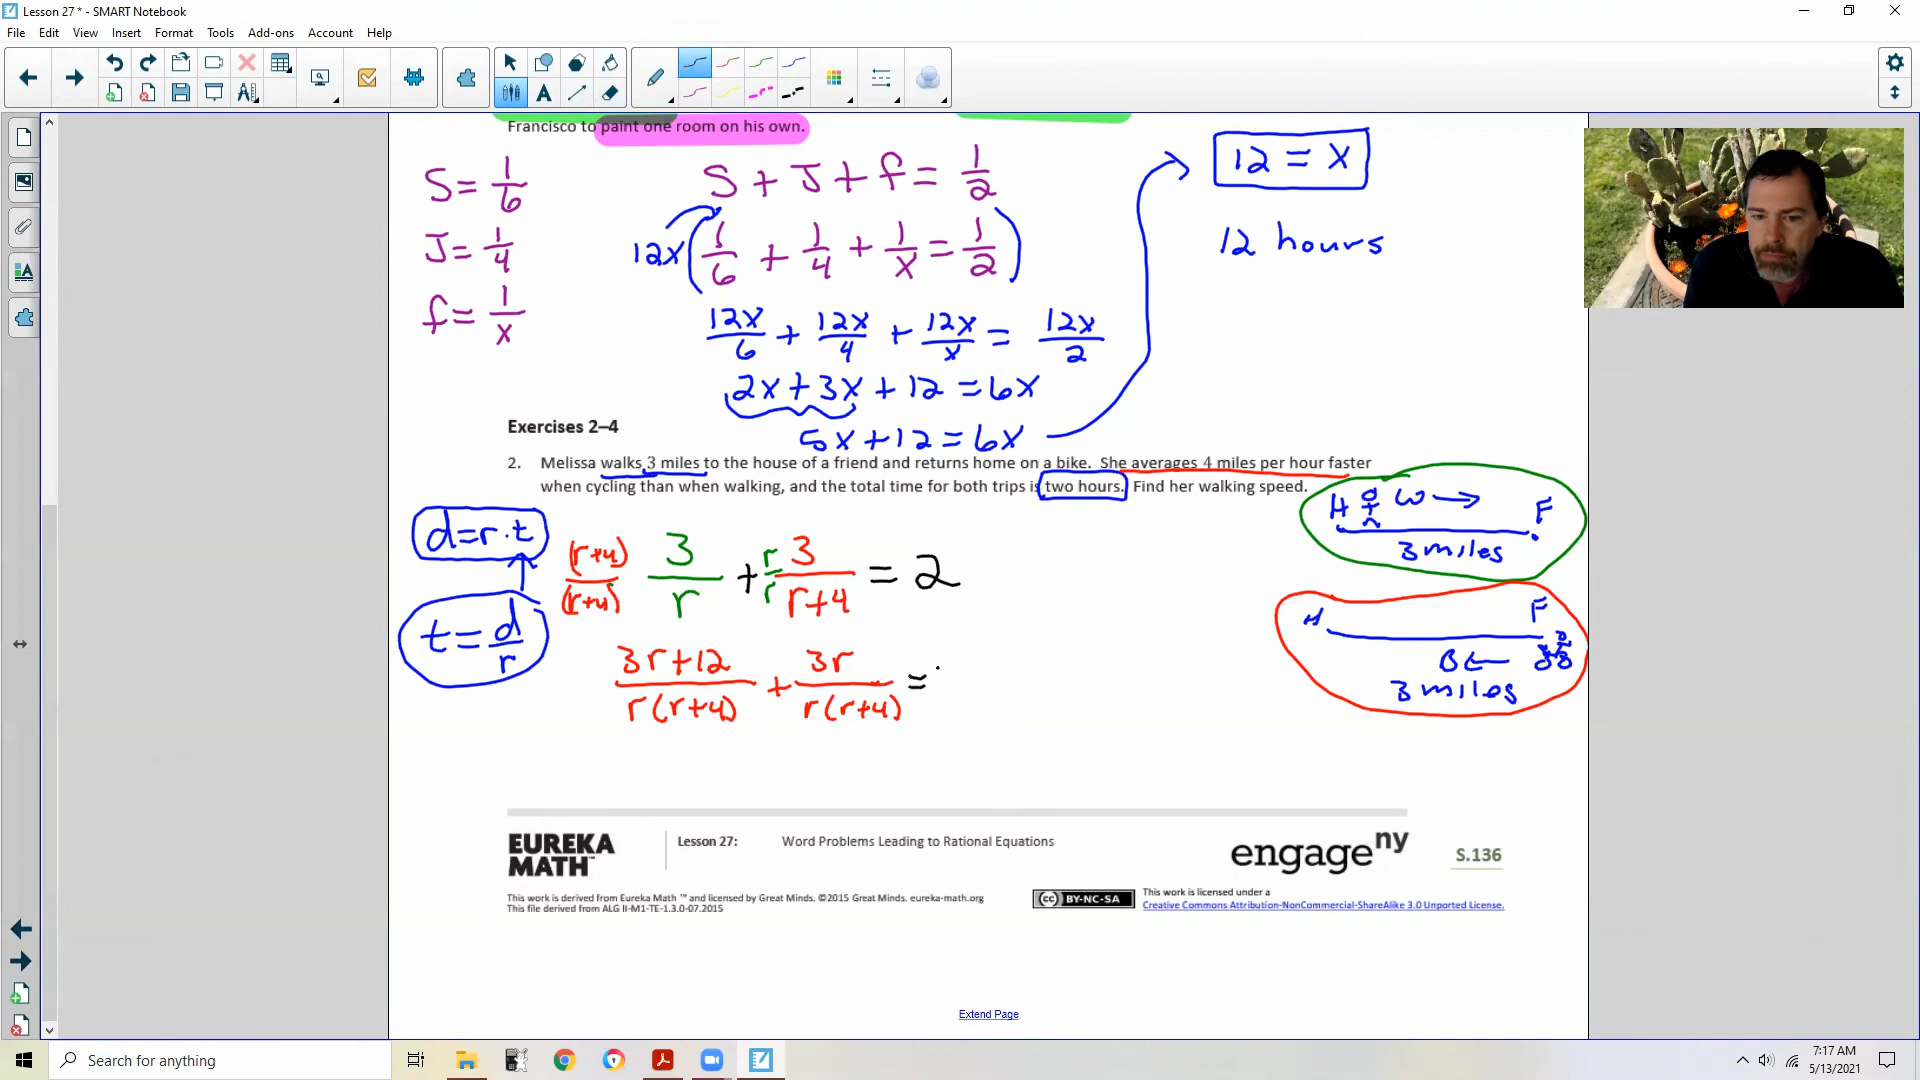 Lesson 27 * - SMART Notebook
File Edit View Insert Format Tools Add-ons Account Help
Francisco to paint one room on his own.
S = 1/6
J = 1/4
f = 1/x
S + J + f = 1/2
12x(1/6 + 1/4 + 1/x = 1/2)
12x/6 + 12x/4 + 12x/x = 12x/2
2x + 3x + 12 = 6x
5x + 12 = 6x
12 = x
12 hours
Exercises 2–4
2. Melissa walks 3 miles to the house of a friend and returns home on a bike. She averages 4 miles per hour faster
when cycling than when walking, and the total time for both trips is two hours. Find her walking speed.
d = r·t
t = d/r
(r+4)/(r+4) 3/r + r/r 3/r+4 = 2
3r+12/r(r+4) + 3r/r(r+4) =
H W → F
3 miles
H F
B ←
3 miles
EUREKA
MATH™
Lesson 27: Word Problems Leading to Rational Equations
engage ny
S.136
This work is derived from Eureka Math ™ and licensed by Great Minds. ©2015 Great Minds. eureka-math.org
This file derived from ALG II-M1-TE-1.3.0-07.2015
cc BY-NC-SA
This work is licensed under a
Creative Commons Attribution-NonCommercial-ShareAlike 3.0 Unported License.
Extend Page
Search for anything
7:17 AM
5/13/2021